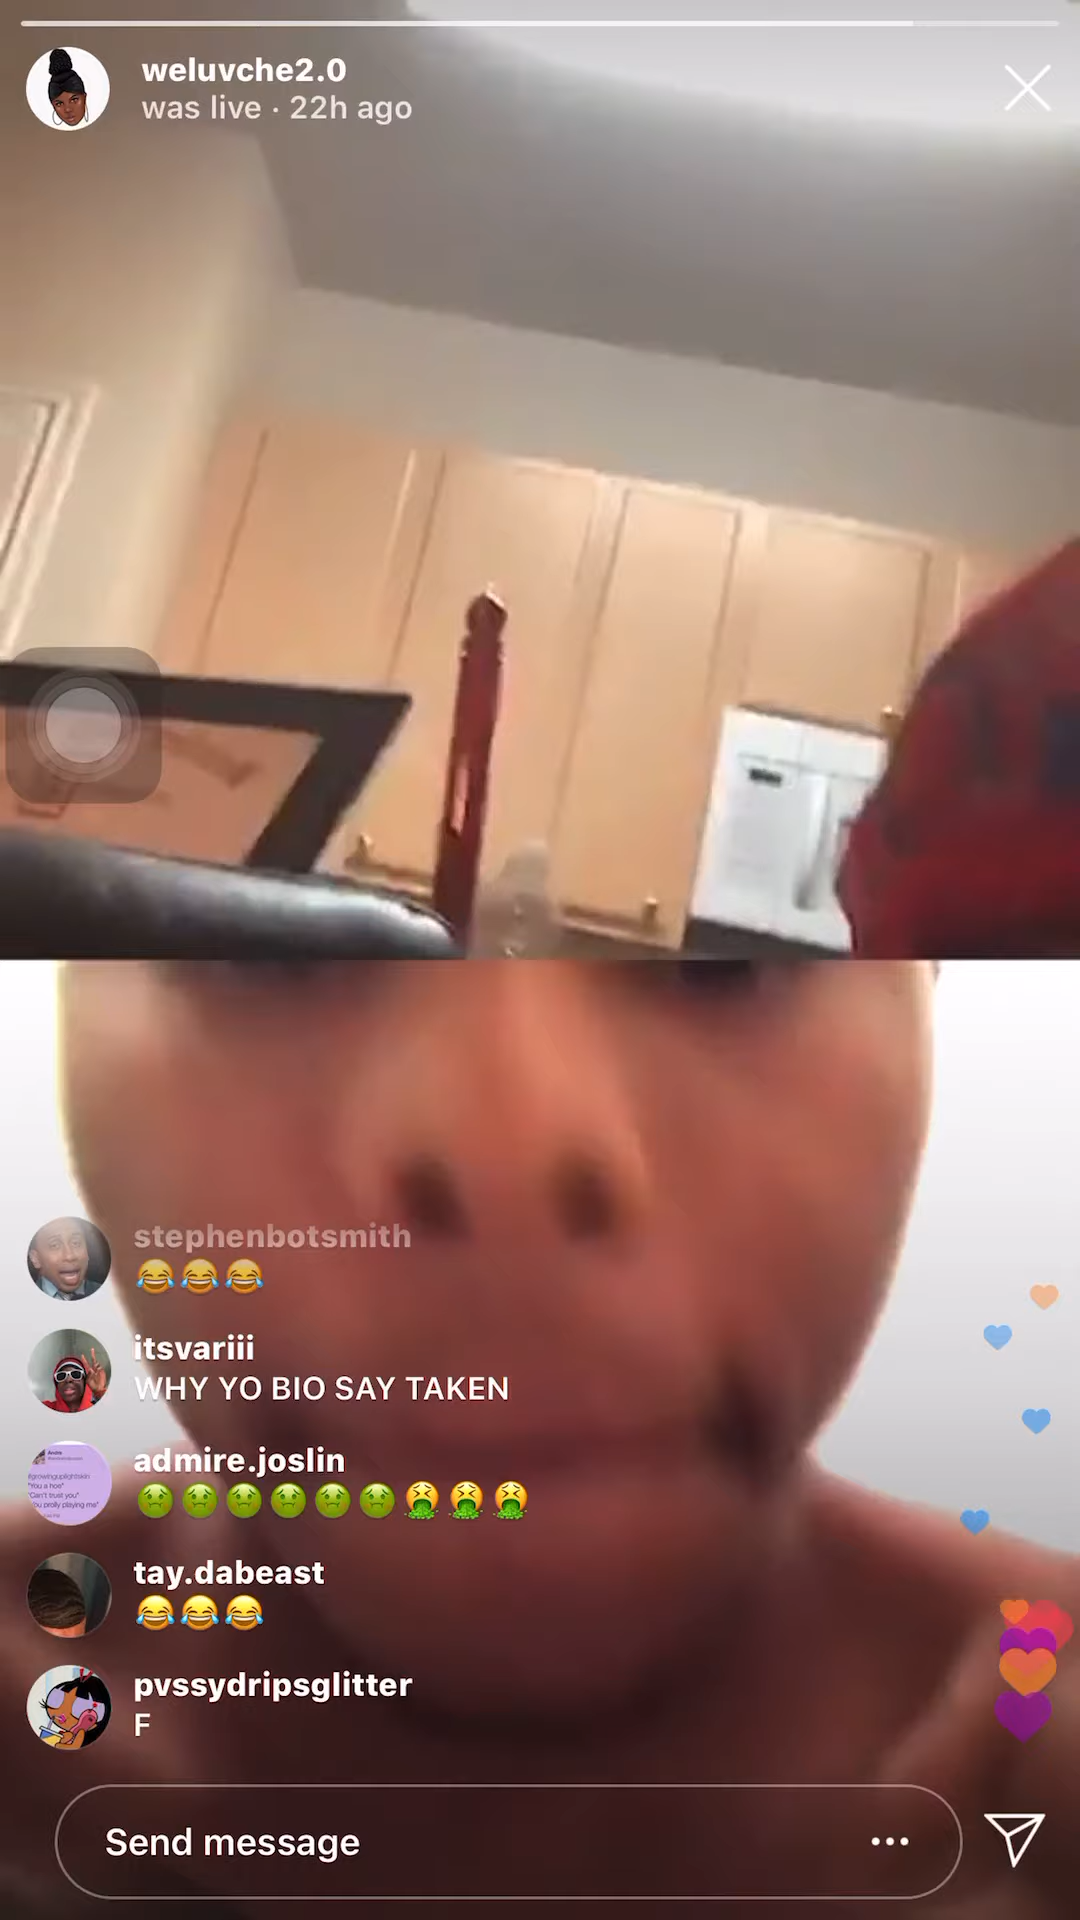 weluvche2.0
was live · 22h ago
stephenbotsmith
😂😂😂
itsvariii
WHY YO BIO SAY TAKEN
admire.joslin
🤢🤢🤢🤢🤢🤢🤮🤮🤮
tay.dabeast
😂😂😂
pvssydripsglitter
F
Send message